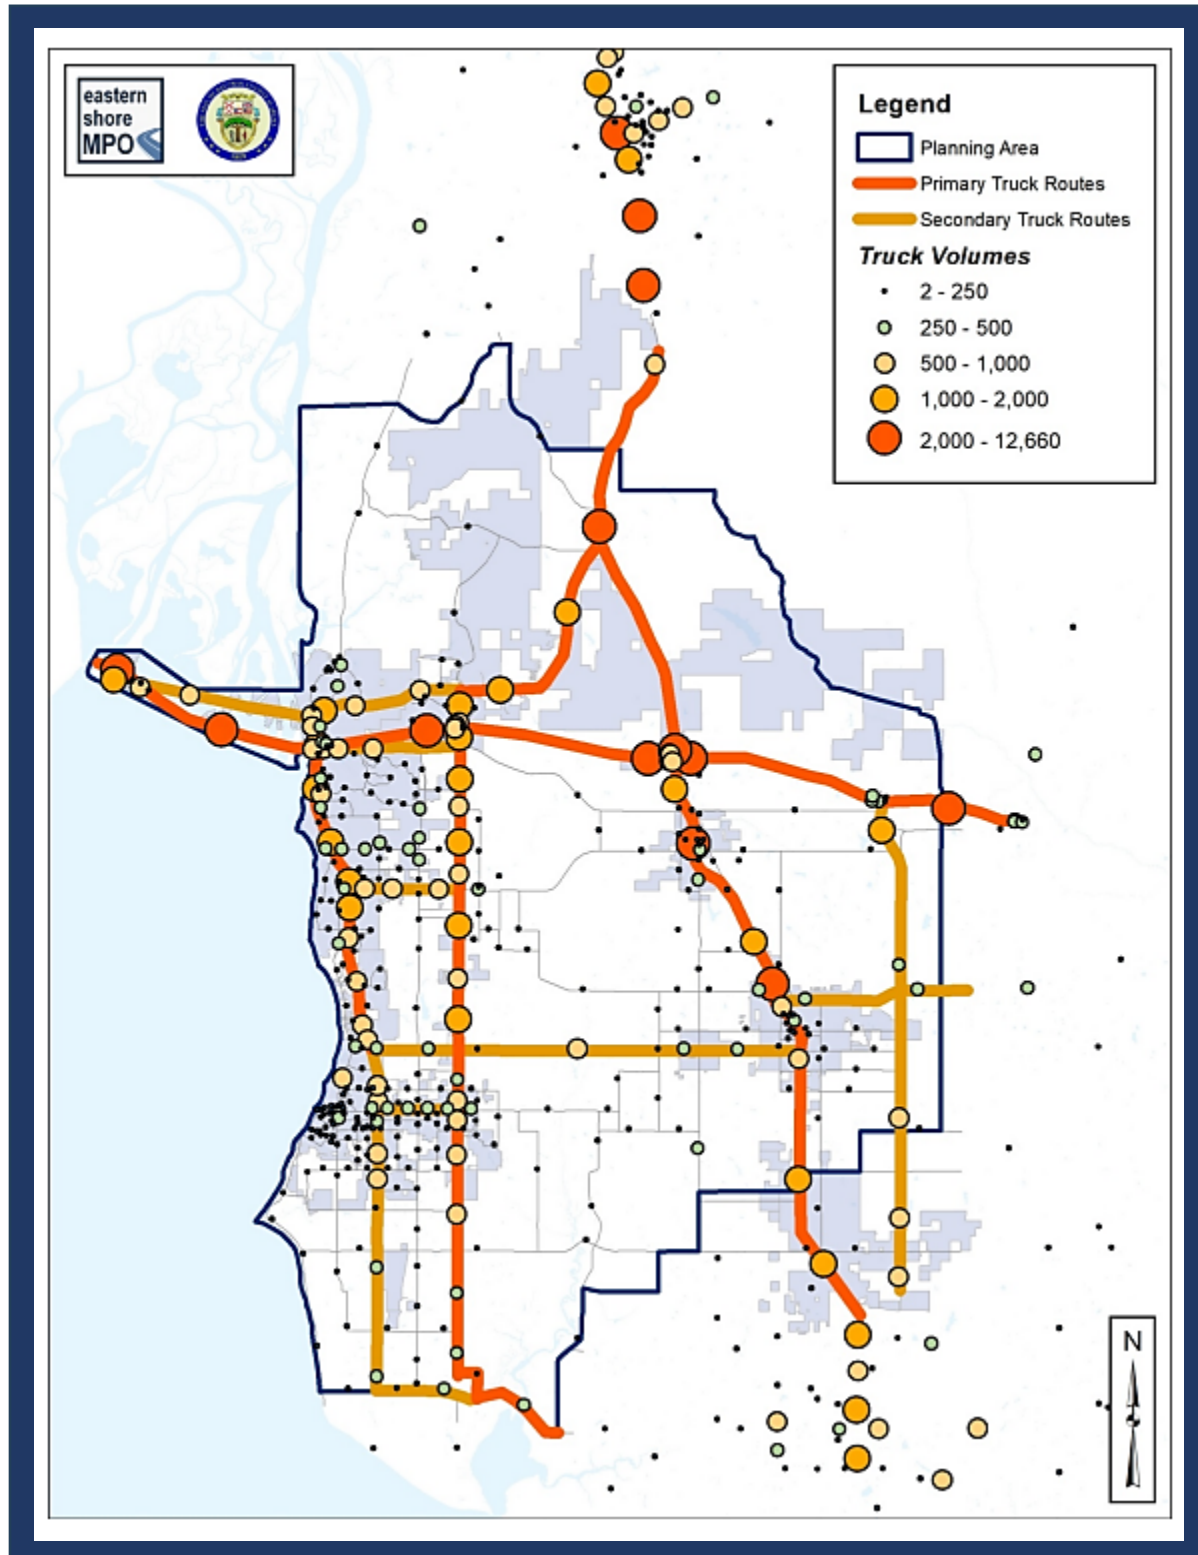 eastern
shore
MPO
Legend
Planning Area
Primary Truck Routes
Secondary Truck Routes
Truck Volumes
2 - 250
250 - 500
500 - 1,000
1,000 - 2,000
2,000 - 12,660
N